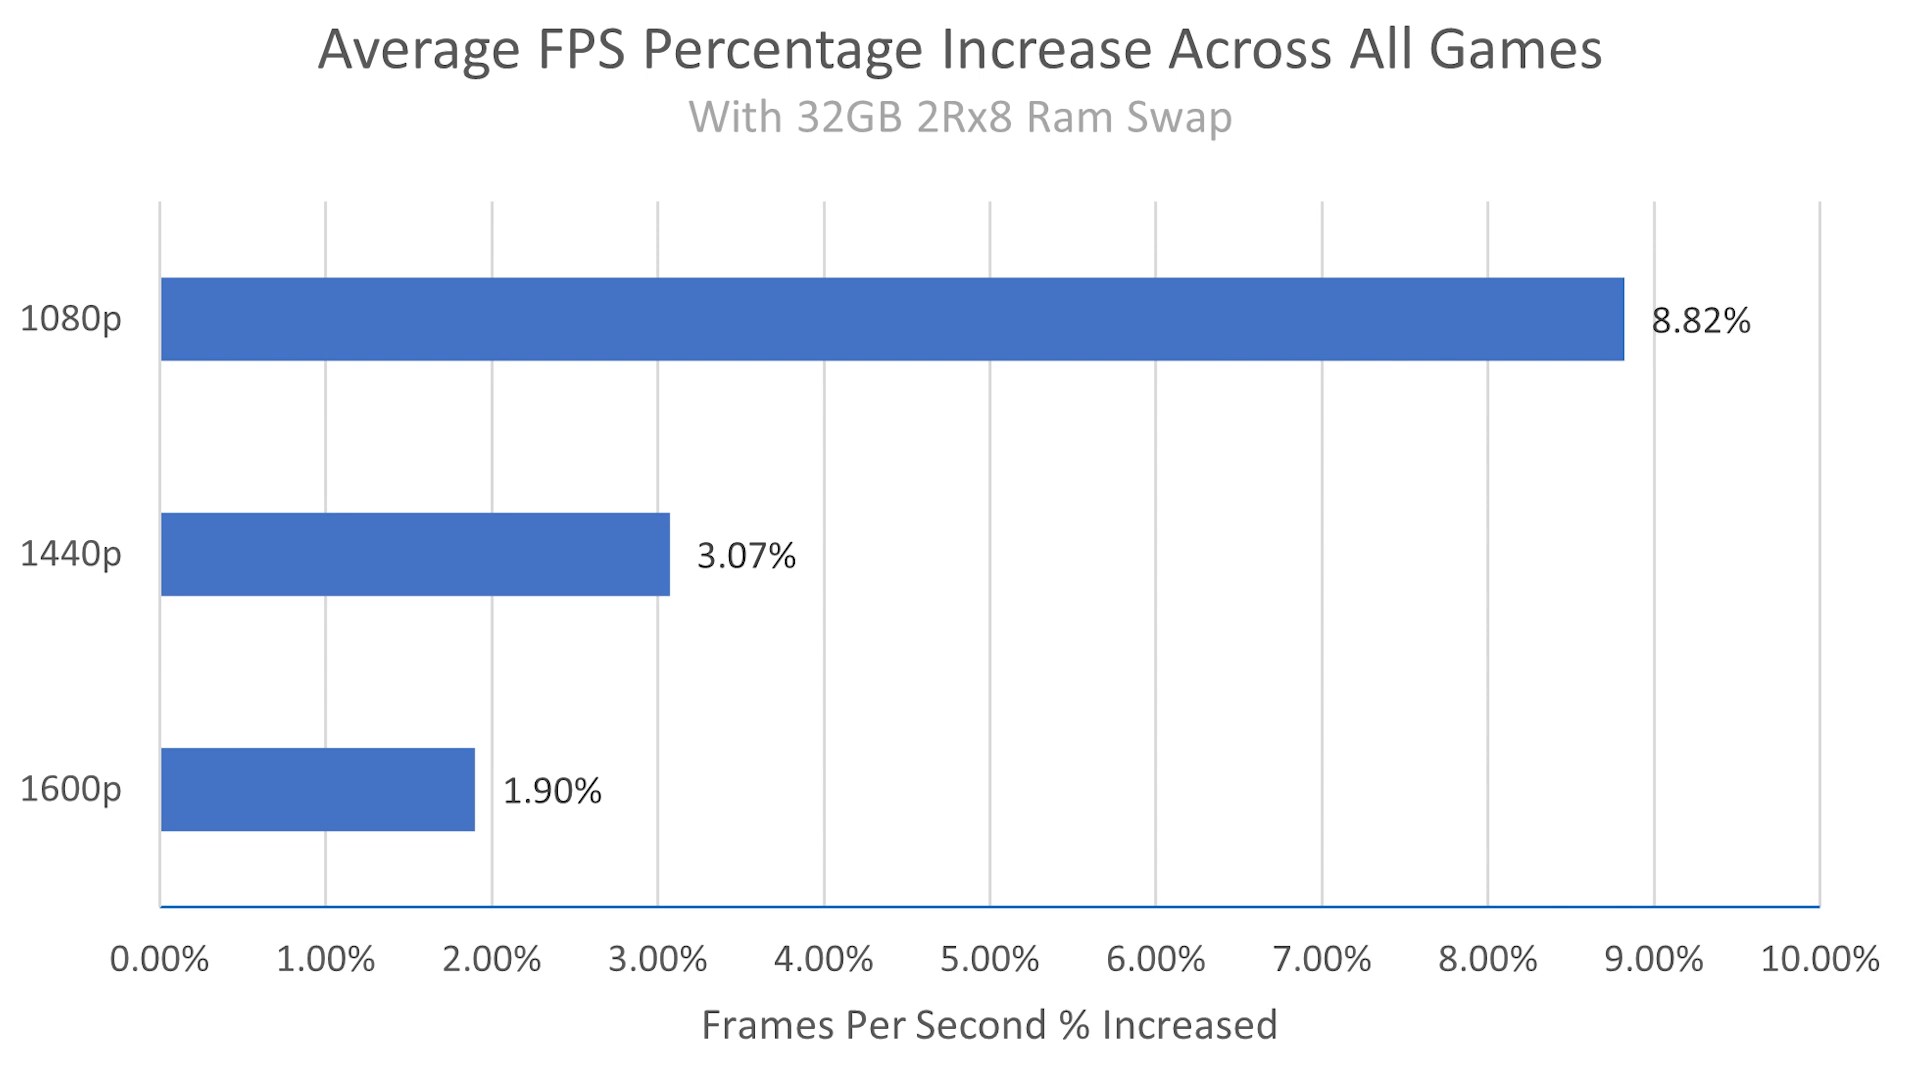 Average FPS Percentage Increase Across All Games
With 32GB 2Rx8 Ram Swap
1080p
8.82%
1440p
3.07%
1600p
1.90%
0.00% 1.00% 2.00% 3.00% 4.00% 5.00% 6.00% 7.00% 8.00% 9.00% 10.00%
Frames Per Second % Increased